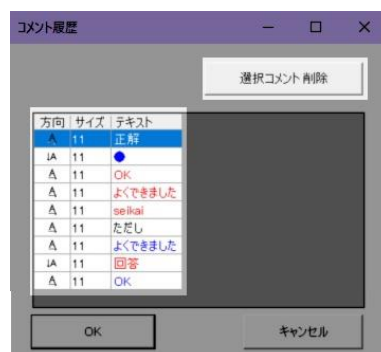 コメント履歴
選択コメント削除
方向 サイズ テキスト
A 11 正解
↓A 11 ●
A 11 OK
A 11 よくできました
A 11 seikai
A 11 ただし
A 11 よくできました
↓A 11 回答
A 11 OK
OK キャンセル